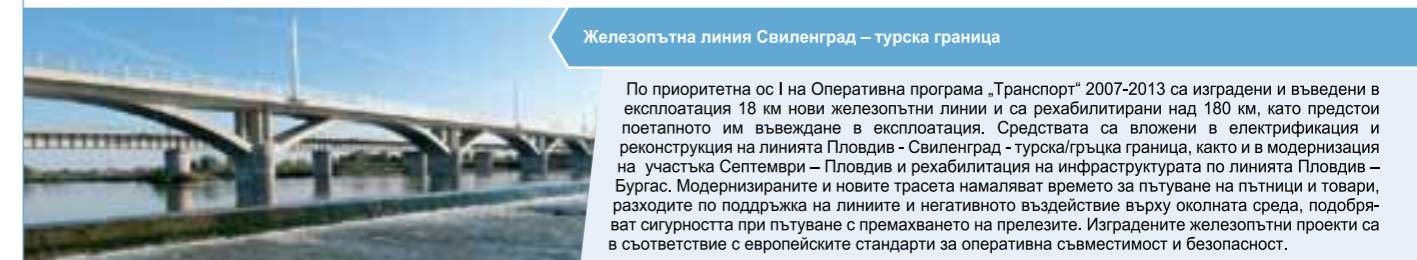 Железопътна линия Свиленград – турска граница
По приоритетна ос I на Оперативна програма „Транспорт“ 2007-2013 са изградени и въведени в
експлоатация 18 км нови железопътни линии и са рехабилитирани над 180 км, като предстои
поетапното им въвеждане в експлоатация. Средствата са вложени в електрификация и
реконструкция на линията Пловдив - Свиленград - турска/гръцка граница, както и в модернизация
на участъка Септември – Пловдив и рехабилитация на инфраструктурата по линията Пловдив –
Бургас. Модернизираните и новите трасета намаляват времето за пътуване на пътници и товари,
разходите по поддръжка на линиите и негативното въздействие върху околната среда, подобря-
ват сигурността при пътуване с премахването на прелезите. Изградените железопътни проекти са
в съответствие с европейските стандарти за оперативна съвместимост и безопасност.